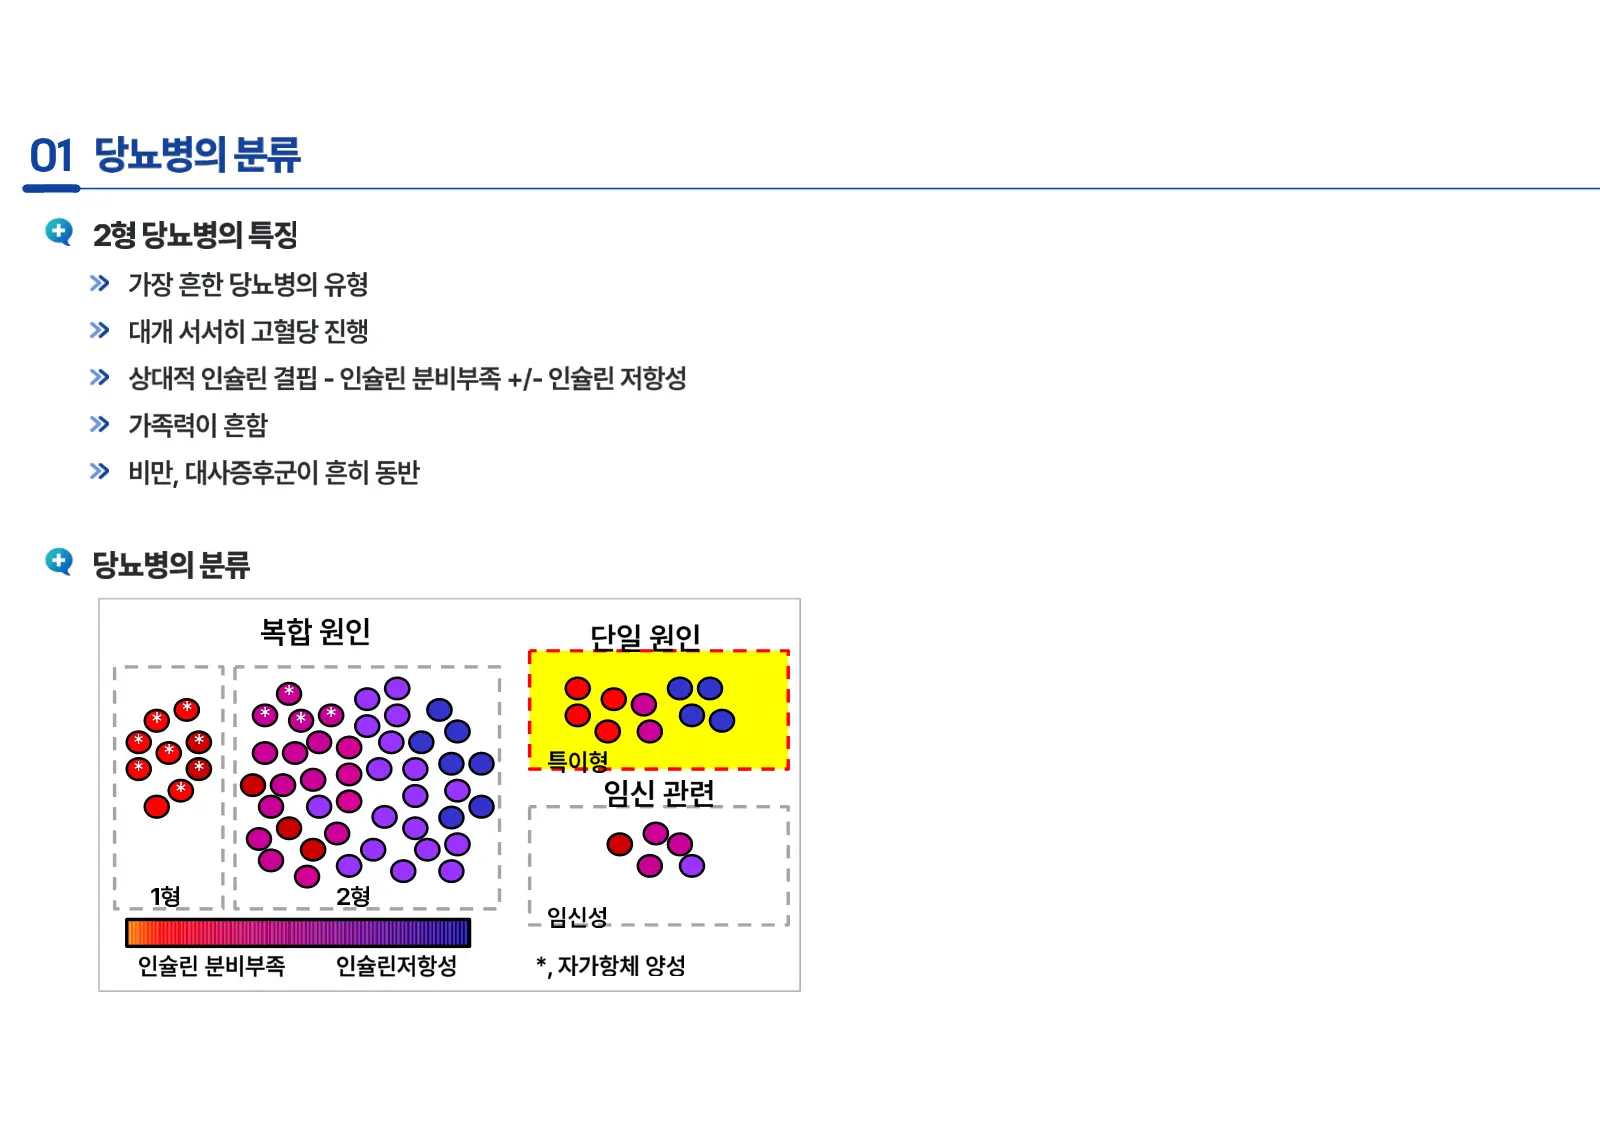 01 당뇨병의 분류
2형 당뇨병의 특징
가장 흔한 당뇨병의 유형
대개 서서히 고혈당 진행
상대적 인슐린 결핍 - 인슐린 분비부족 +/- 인슐린 저항성
가족력이 흔함
비만, 대사증후군이 흔히 동반
당뇨병의 분류
복합 원인
단일 원인
* * * * * * * *
* * * *
특이형
임신 관련
1형
2형
임신성
인슐린 분비부족
인슐린저항성
*, 자가항체 양성